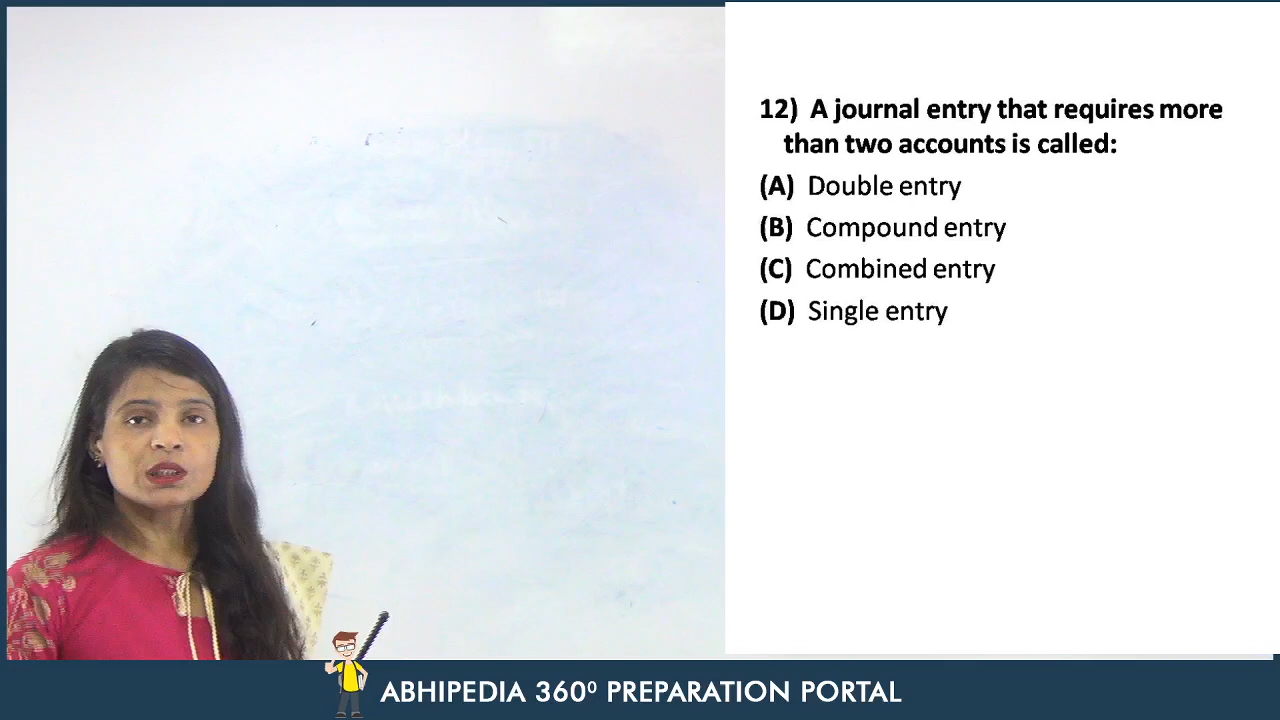 12) A journal entry that requires more
than two accounts is called:
(A) Double entry
(B) Compound entry
(C) Combined entry
(D) Single entry
ABHIPEDIA 360⁰ PREPARATION PORTAL